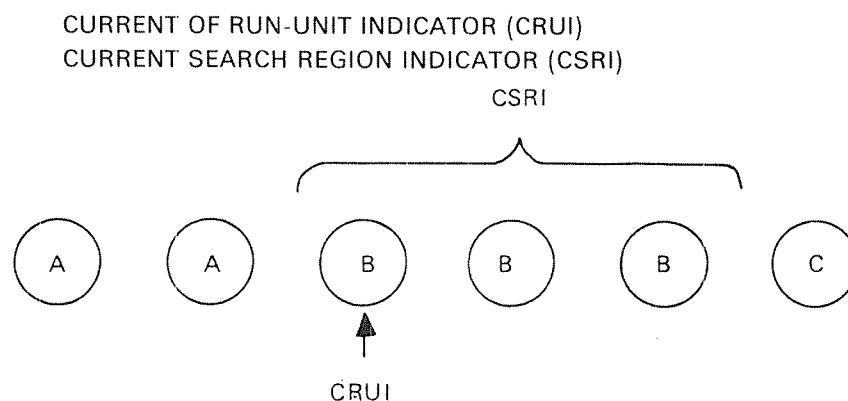 CURRENT OF RUN-UNIT INDICATOR (CRUI)
CURRENT SEARCH REGION INDICATOR (CSRI)
CSRI
A A B B B C
CRUI